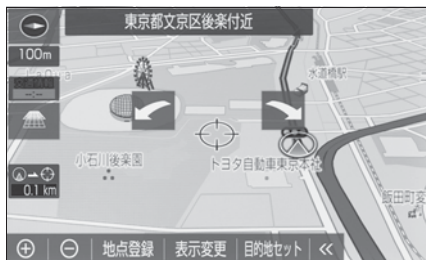 東京都文京区後楽付近
100m
LaQua
水道橋駅
--:--
小石川後楽園
トヨタ自動車東京本社
飯田町変
0.1 km
地点登録
表示変更
目的地セット